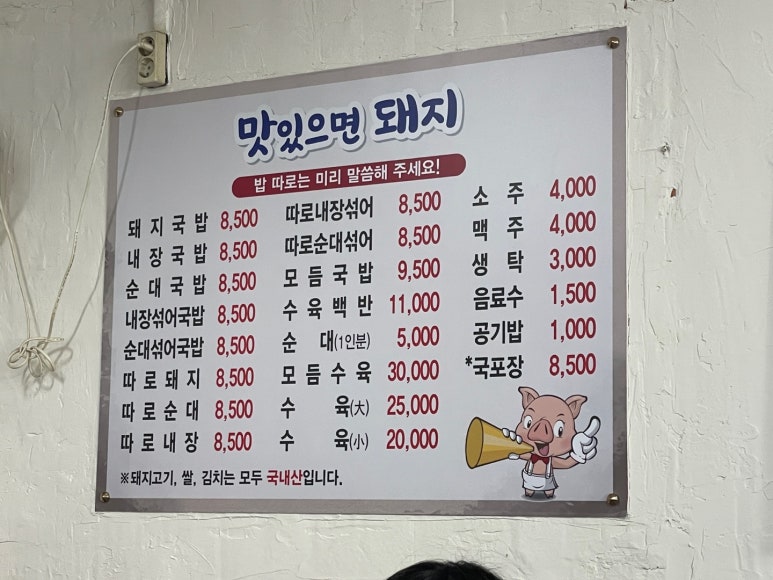 맛있으면 돼지
밥 따로는 미리 말씀해 주세요!
돼지국밥 8,500
내장국밥 8,500
순대국밥 8,500
내장섞어국밥 8,500
순대섞어국밥 8,500
따로돼지 8,500
따로순대 8,500
따로내장 8,500
따로내장섞어 8,500
따로순대섞어 8,500
모듬국밥 9,500
수육백반 11,000
순대(1인분) 5,000
모듬수육 30,000
수육(大) 25,000
수육(小) 20,000
소주 4,000
맥주 4,000
생탁 3,000
음료수 1,500
공기밥 1,000
*국포장 8,500
※돼지고기, 쌀, 김치는 모두 국내산입니다.